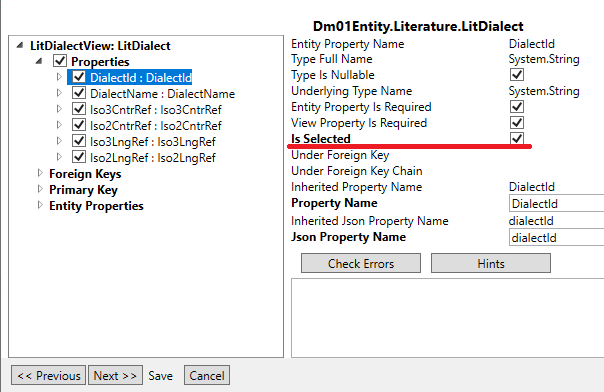 Dm01Entity.Literature.LitDialect
LitDialectView: LitDialect
Properties
DialectId : DialectId
DialectName : DialectName
Iso3CntrRef : Iso3CntrRef
Iso2CntrRef : Iso2CntrRef
Iso3LngRef : Iso3LngRef
Iso2LngRef : Iso2LngRef
Foreign Keys
Primary Key
Entity Properties
Entity Property Name DialectId
Type Full Name System.String
Type Is Nullable
Underlying Type Name System.String
Entity Property Is Required
View Property Is Required
Is Selected
Under Foreign Key
Under Foreign Key Chain
Inherited Property Name DialectId
Property Name DialectId
Inherited Json Property Name dialectId
Json Property Name dialectId
Check Errors Hints
<< Previous Next >> Save Cancel